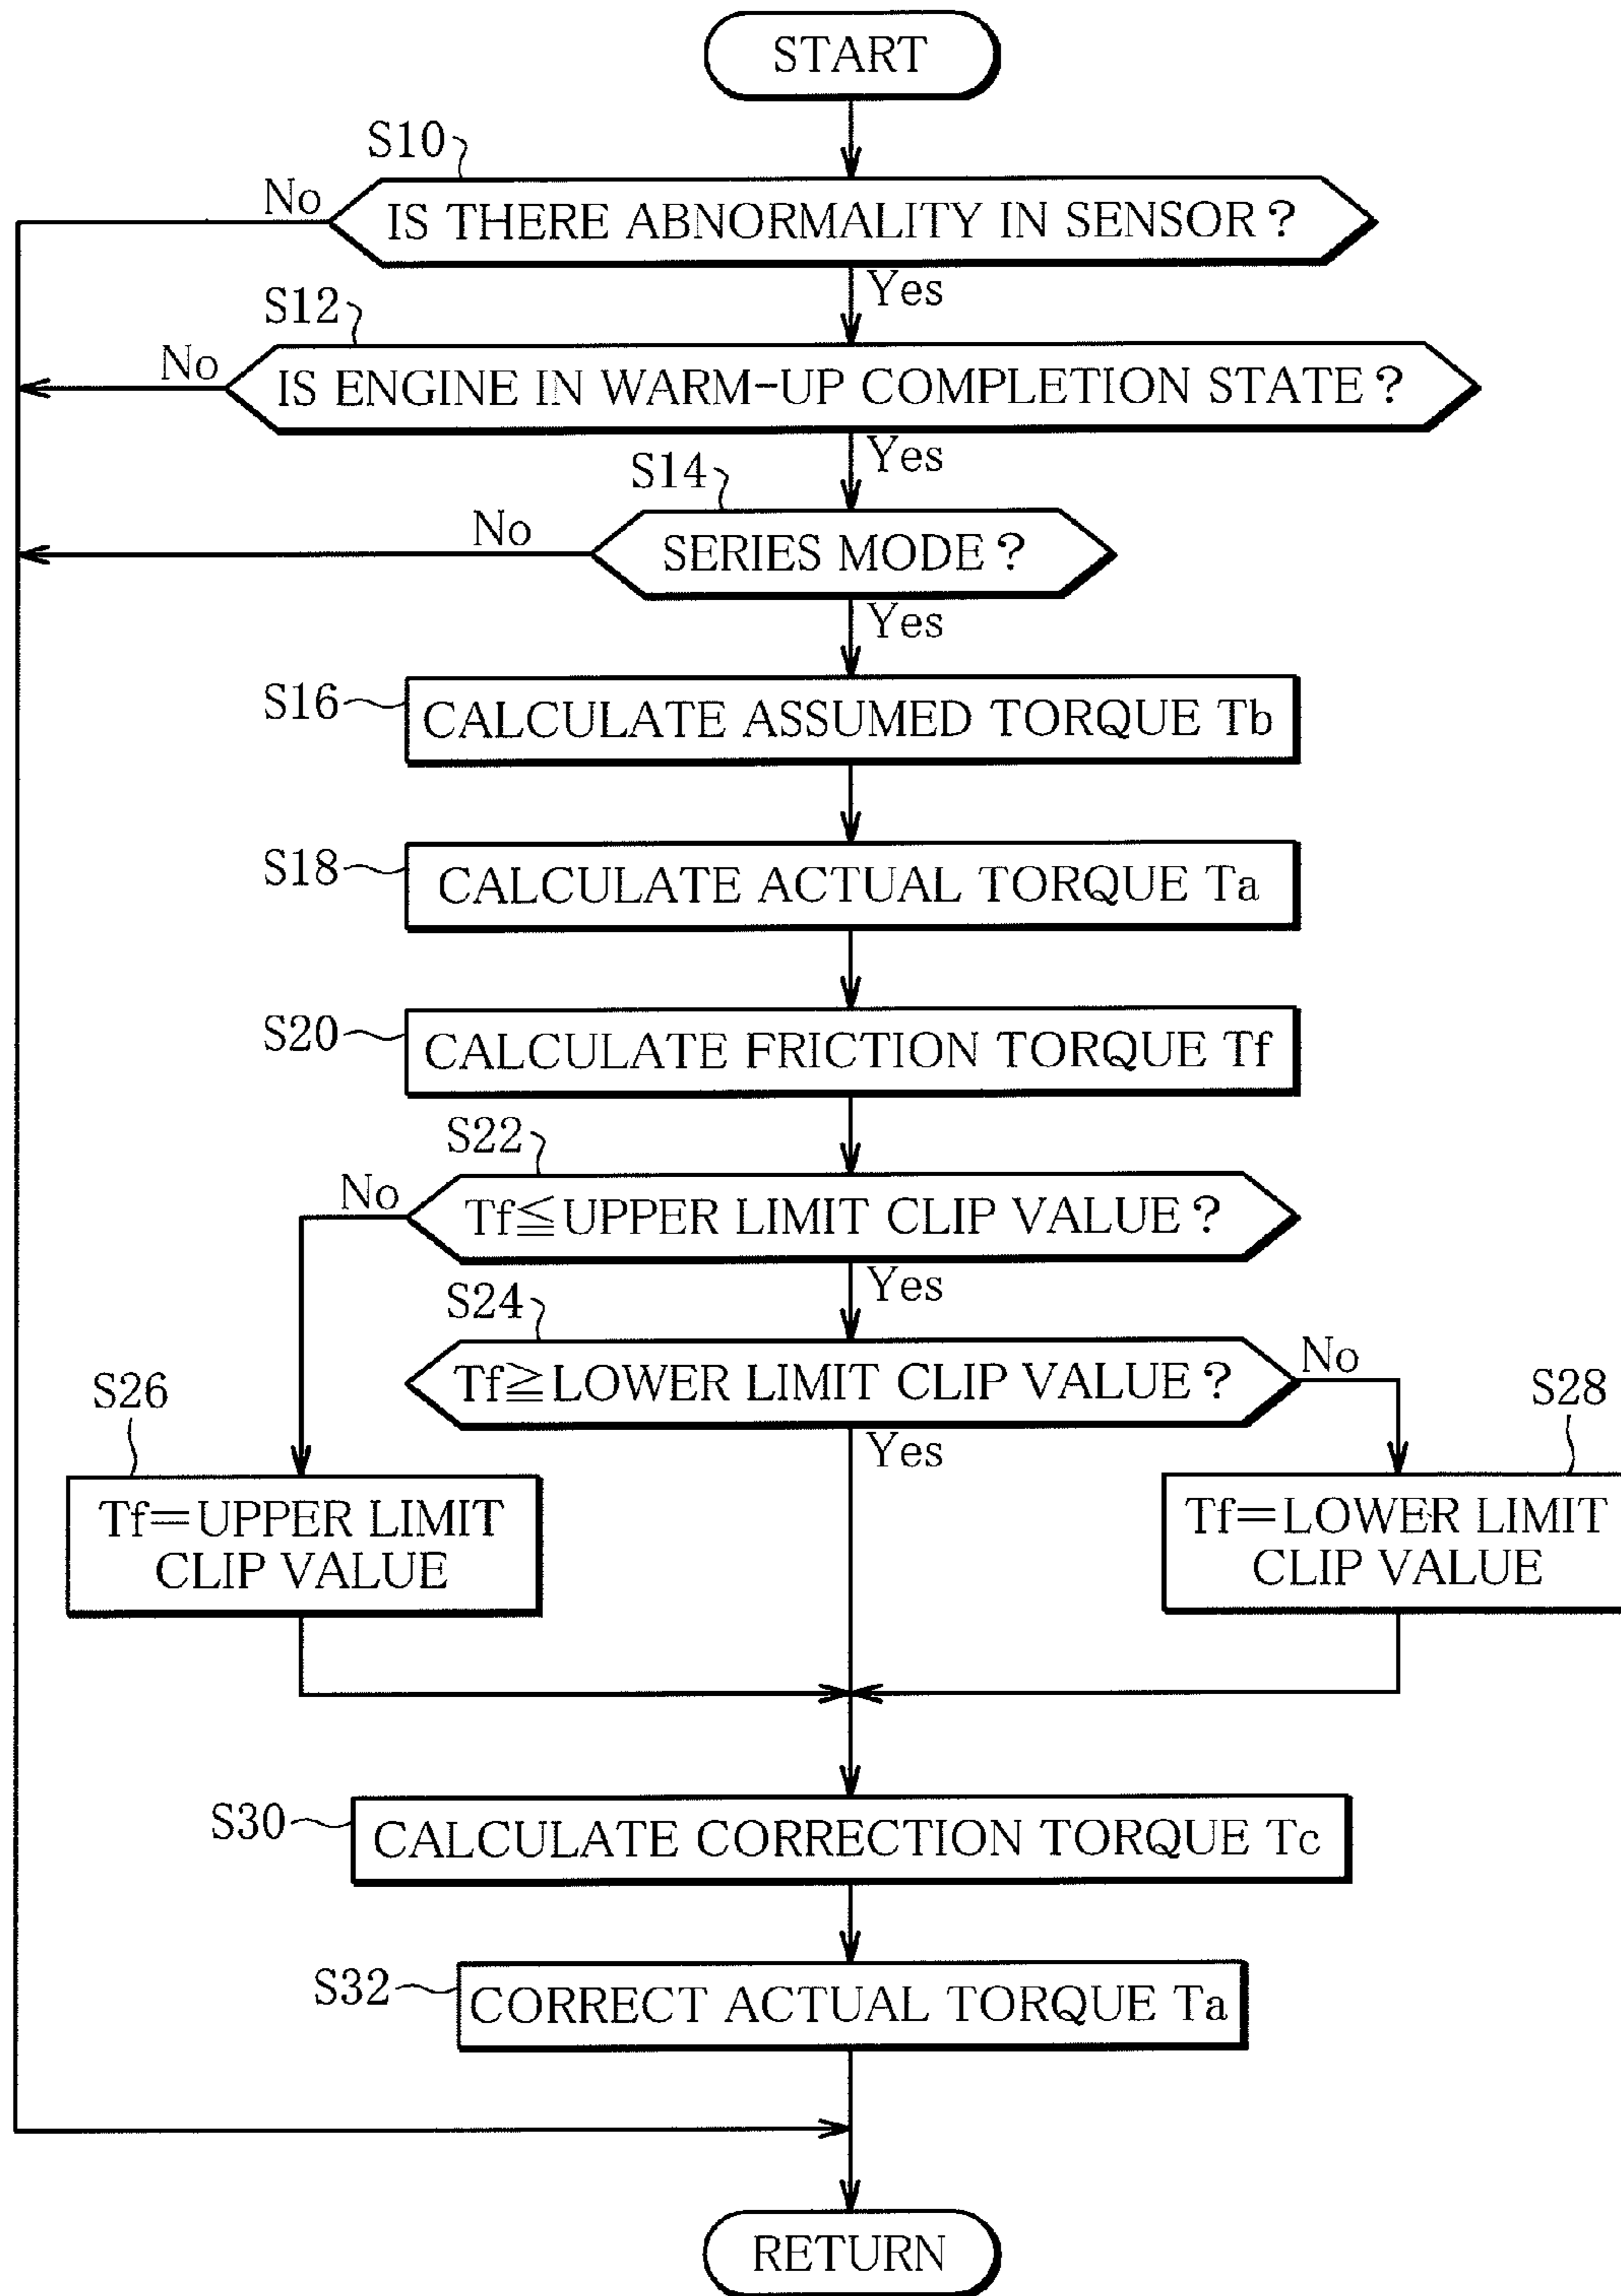 START
S10
No
IS THERE ABNORMALITY IN SENSOR?
Yes
S12
No
IS ENGINE IN WARM-UP COMPLETION STATE?
Yes
S14
No
SERIES MODE?
Yes
S16
CALCULATE ASSUMED TORQUE Tb
S18
CALCULATE ACTUAL TORQUE Ta
S20
CALCULATE FRICTION TORQUE Tf
S22
No
Tf≦UPPER LIMIT CLIP VALUE?
Yes
S24
Tf≧LOWER LIMIT CLIP VALUE?
No
Yes
S26
Tf=UPPER LIMIT
CLIP VALUE
S28
Tf=LOWER LIMIT
CLIP VALUE
S30
CALCULATE CORRECTION TORQUE Tc
S32
CORRECT ACTUAL TORQUE Ta
RETURN